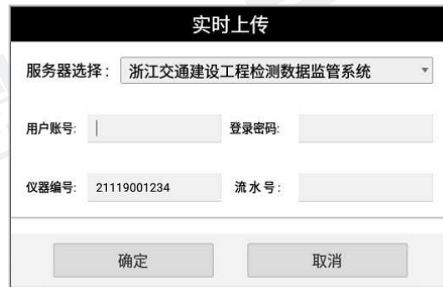 实时上传
服务器选择： 浙江交通建设工程检测数据监管系统
用户账号: 登录密码:
仪器编号: 21119001234 流水号:
确定 取消